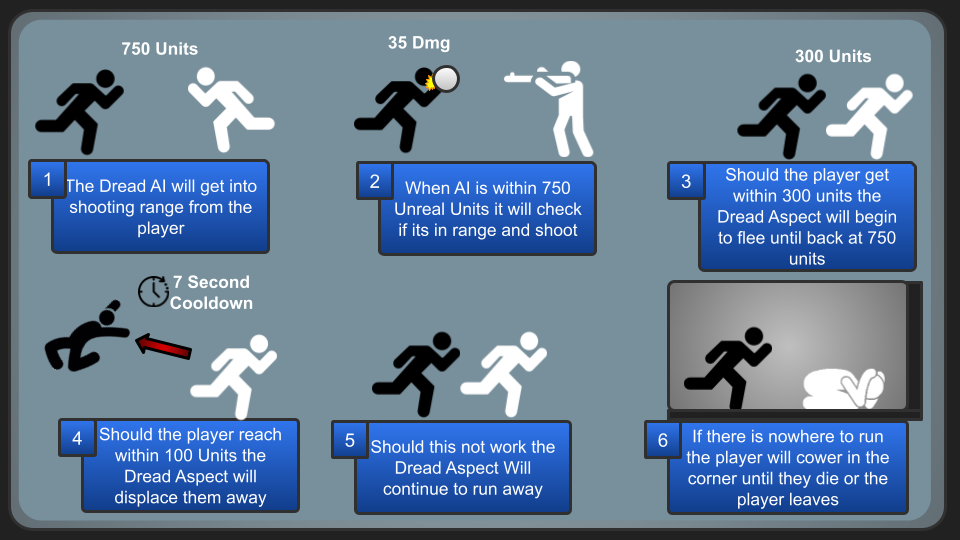 750 Units
35 Dmg
300 Units
1
The Dread AI will get into
shooting range from the
player
2
When AI is within 750
Unreal Units it will check
if its in range and shoot
3
Should the player get
within 300 units the
Dread Aspect will begin
to flee until back at 750
units
7 Second
Cooldown
4
Should the player reach
within 100 Units the
Dread Aspect will
displace them away
5
Should this not work the
Dread Aspect Will
continue to run away
6
If there is nowhere to run
the player will cower in the
corner until they die or the
player leaves